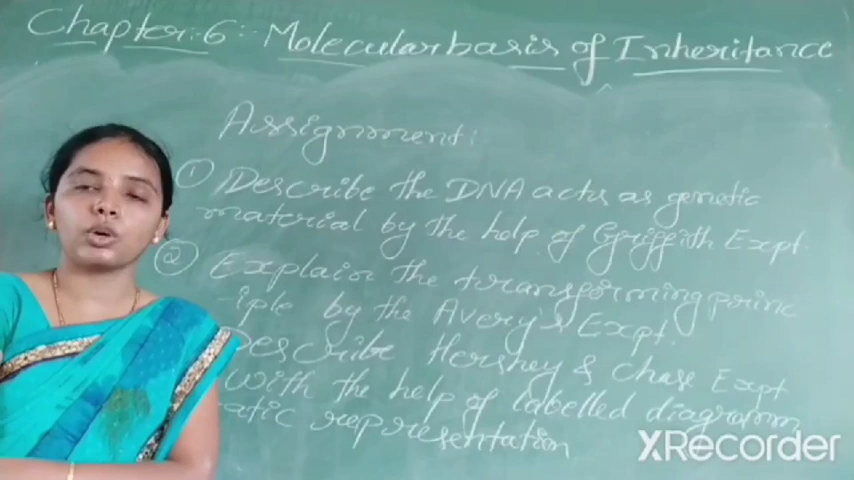 Chapter-6:- Molecular basis of Inheritance
Assignment:
① Describe the DNA acts as genetic
material by the help of Griffith Expt.
② Explain the transforming princ
-iple by the Avery's Expt.
Describe Hershey & Chase Expt
With the help of labelled diagramm
-atic representation
XRecorder